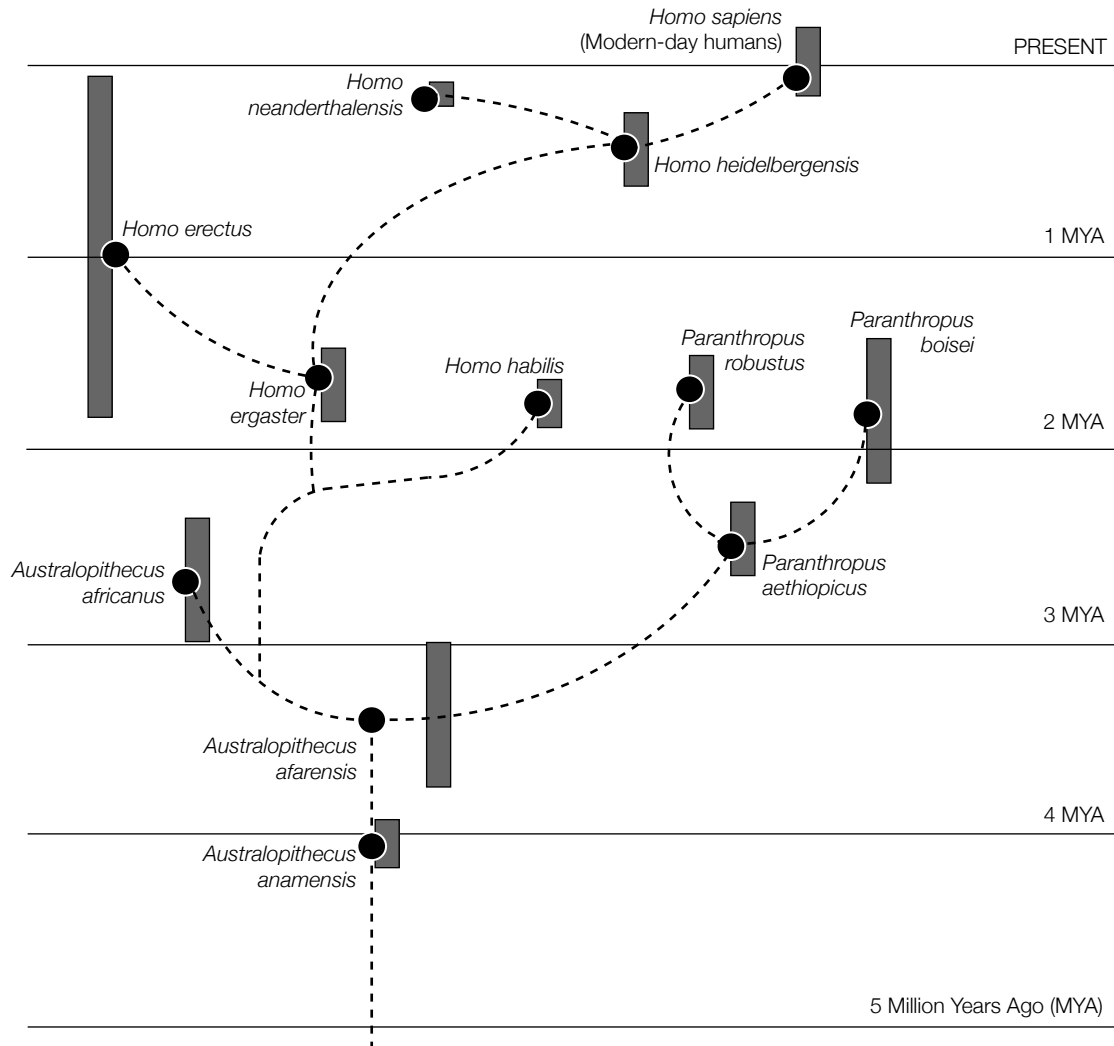 Homo sapiens
(Modern-day humans)
PRESENT
Homo
neanderthalensis
Homo heidelbergensis
Homo erectus
1 MYA
Paranthropus
boisei
Paranthropus
robustus
Homo habilis
Homo
ergaster
2 MYA
Australopithecus
africanus
Paranthropus
aethiopicus
3 MYA
Australopithecus
afarensis
4 MYA
Australopithecus
anamensis
5 Million Years Ago (MYA)